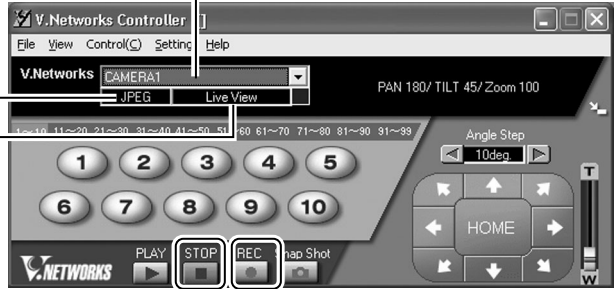 V.Networks Controller [ ]
File View Control(C) Setting Help
V.Networks CAMERA1
JPEG Live View
PAN 180/ TILT 45/ Zoom 100
1~10 11~20 21~30 31~40 41~50 51~60 61~70 71~80 81~90 91~99
Angle Step
10deg.
1 2 3 4 5
6 7 8 9 10
T
HOME
W
PLAY STOP REC Snap Shot
V.NETWORKS